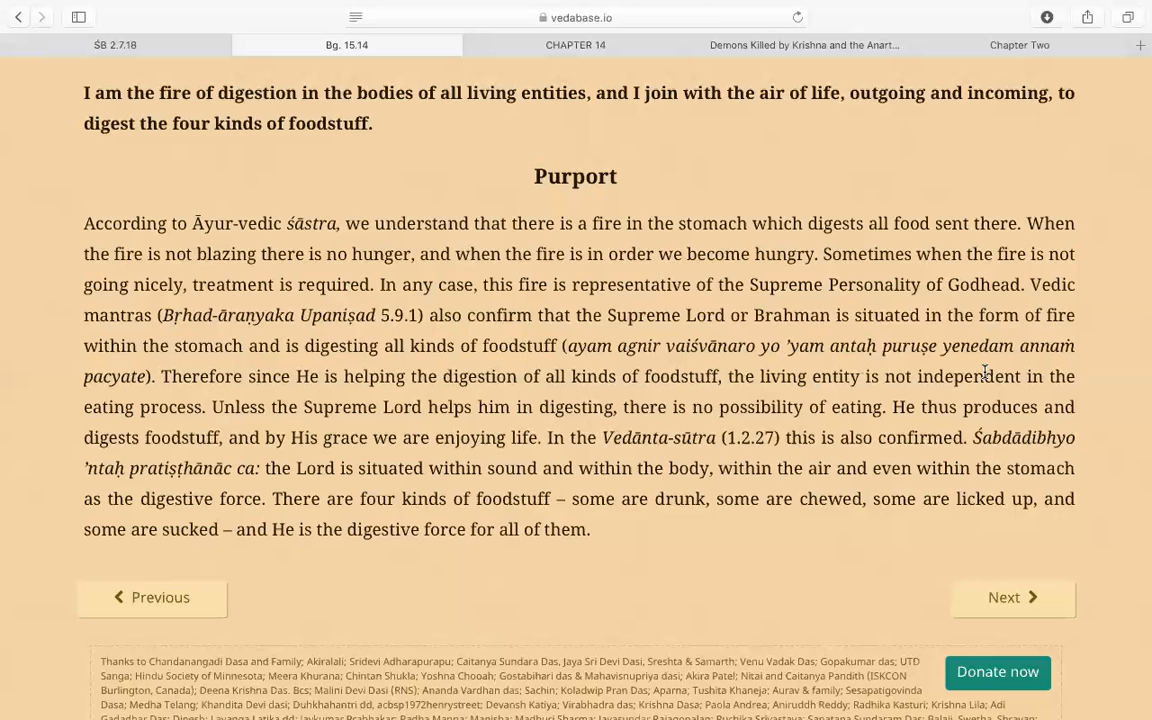 vedabase.io
ŚB 2.7.18
Bg. 15.14
CHAPTER 14
Demons Killed by Krishna and the Anart...
Chapter Two
I am the fire of digestion in the bodies of all living entities, and I join with the air of life, outgoing and incoming, to
digest the four kinds of foodstuff.
Purport
According to Āyur-vedic śāstra, we understand that there is a fire in the stomach which digests all food sent there. When
the fire is not blazing there is no hunger, and when the fire is in order we become hungry. Sometimes when the fire is not
going nicely, treatment is required. In any case, this fire is representative of the Supreme Personality of Godhead. Vedic
mantras (Bṛhad-āraṇyaka Upaniṣad 5.9.1) also confirm that the Supreme Lord or Brahman is situated in the form of fire
within the stomach and is digesting all kinds of foodstuff (ayam agnir vaiśvānaro yo ’yam antaḥ puruṣe yenedam annaṁ
pacyate). Therefore since He is helping the digestion of all kinds of foodstuff, the living entity is not independent in the
eating process. Unless the Supreme Lord helps him in digesting, there is no possibility of eating. He thus produces and
digests foodstuff, and by His grace we are enjoying life. In the Vedānta-sūtra (1.2.27) this is also confirmed. Śabdādibhyo
’ntaḥ pratiṣṭhānāc ca: the Lord is situated within sound and within the body, within the air and even within the stomach
as the digestive force. There are four kinds of foodstuff – some are drunk, some are chewed, some are licked up, and
some are sucked – and He is the digestive force for all of them.
Previous
Next
Thanks to Chandanangadi Dasa and Family; Akiralali; Sridevi Adharapurapu; Caitanya Sundara Das, Jaya Sri Devi Dasi, Sreshta & Samarth; Venu Vadak Das; Gopakumar das; UTD
Sanga; Hindu Society of Minnesota; Meera Khurana; Chintan Shukla; Yoshna Chooah; Gostabihari das & Mahavisnupriya dasi; Akira Patel; Nitai and Caitanya Pandith (ISKCON
Burlington, Canada); Deena Krishna Das. Bcs; Malini Devi Dasi (RNS); Ananda Vardhan das; Sachin; Koladwip Pran Das; Aparna; Tushita Khaneja; Aurav & family; Sesapatigovinda
Dasa; Medha Telang; Khandita Devi dasi; Duhkhahantri dd, acbsp1972henrystreet; Devansh Katiya; Virabhadra das; Krishna Dasa; Paola Andrea; Aniruddh Reddy; Radhika Kasturi; Krishna Lila; Adi
Donate now